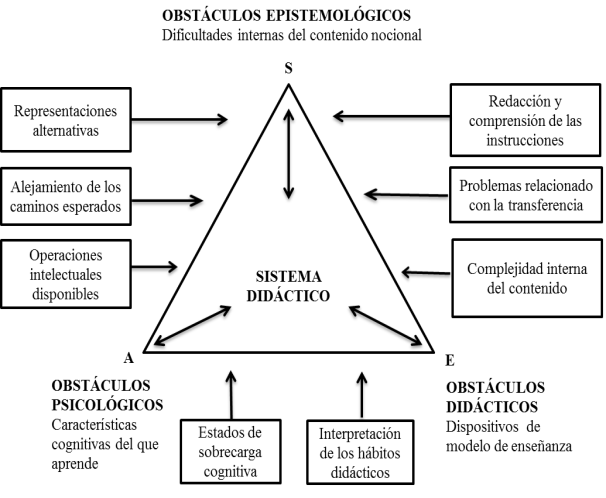 OBSTÁCULOS EPISTEMOLÓGICOS
Dificultades internas del contenido nocional
S
Representaciones
alternativas
Redacción y
comprensión de las
instrucciones
Alejamiento de los
caminos esperados
Problemas relacionado
con la transferencia
Operaciones
intelectuales
disponibles
SISTEMA
DIDÁCTICO
Complejidad interna
del contenido
A
E
OBSTÁCULOS
PSICOLÓGICOS
Características
cognitivas del que
aprende
Estados de
sobrecarga
cognitiva
Interpretación
de los hábitos
didácticos
OBSTÁCULOS
DIDÁCTICOS
Dispositivos de
modelo de enseñanza